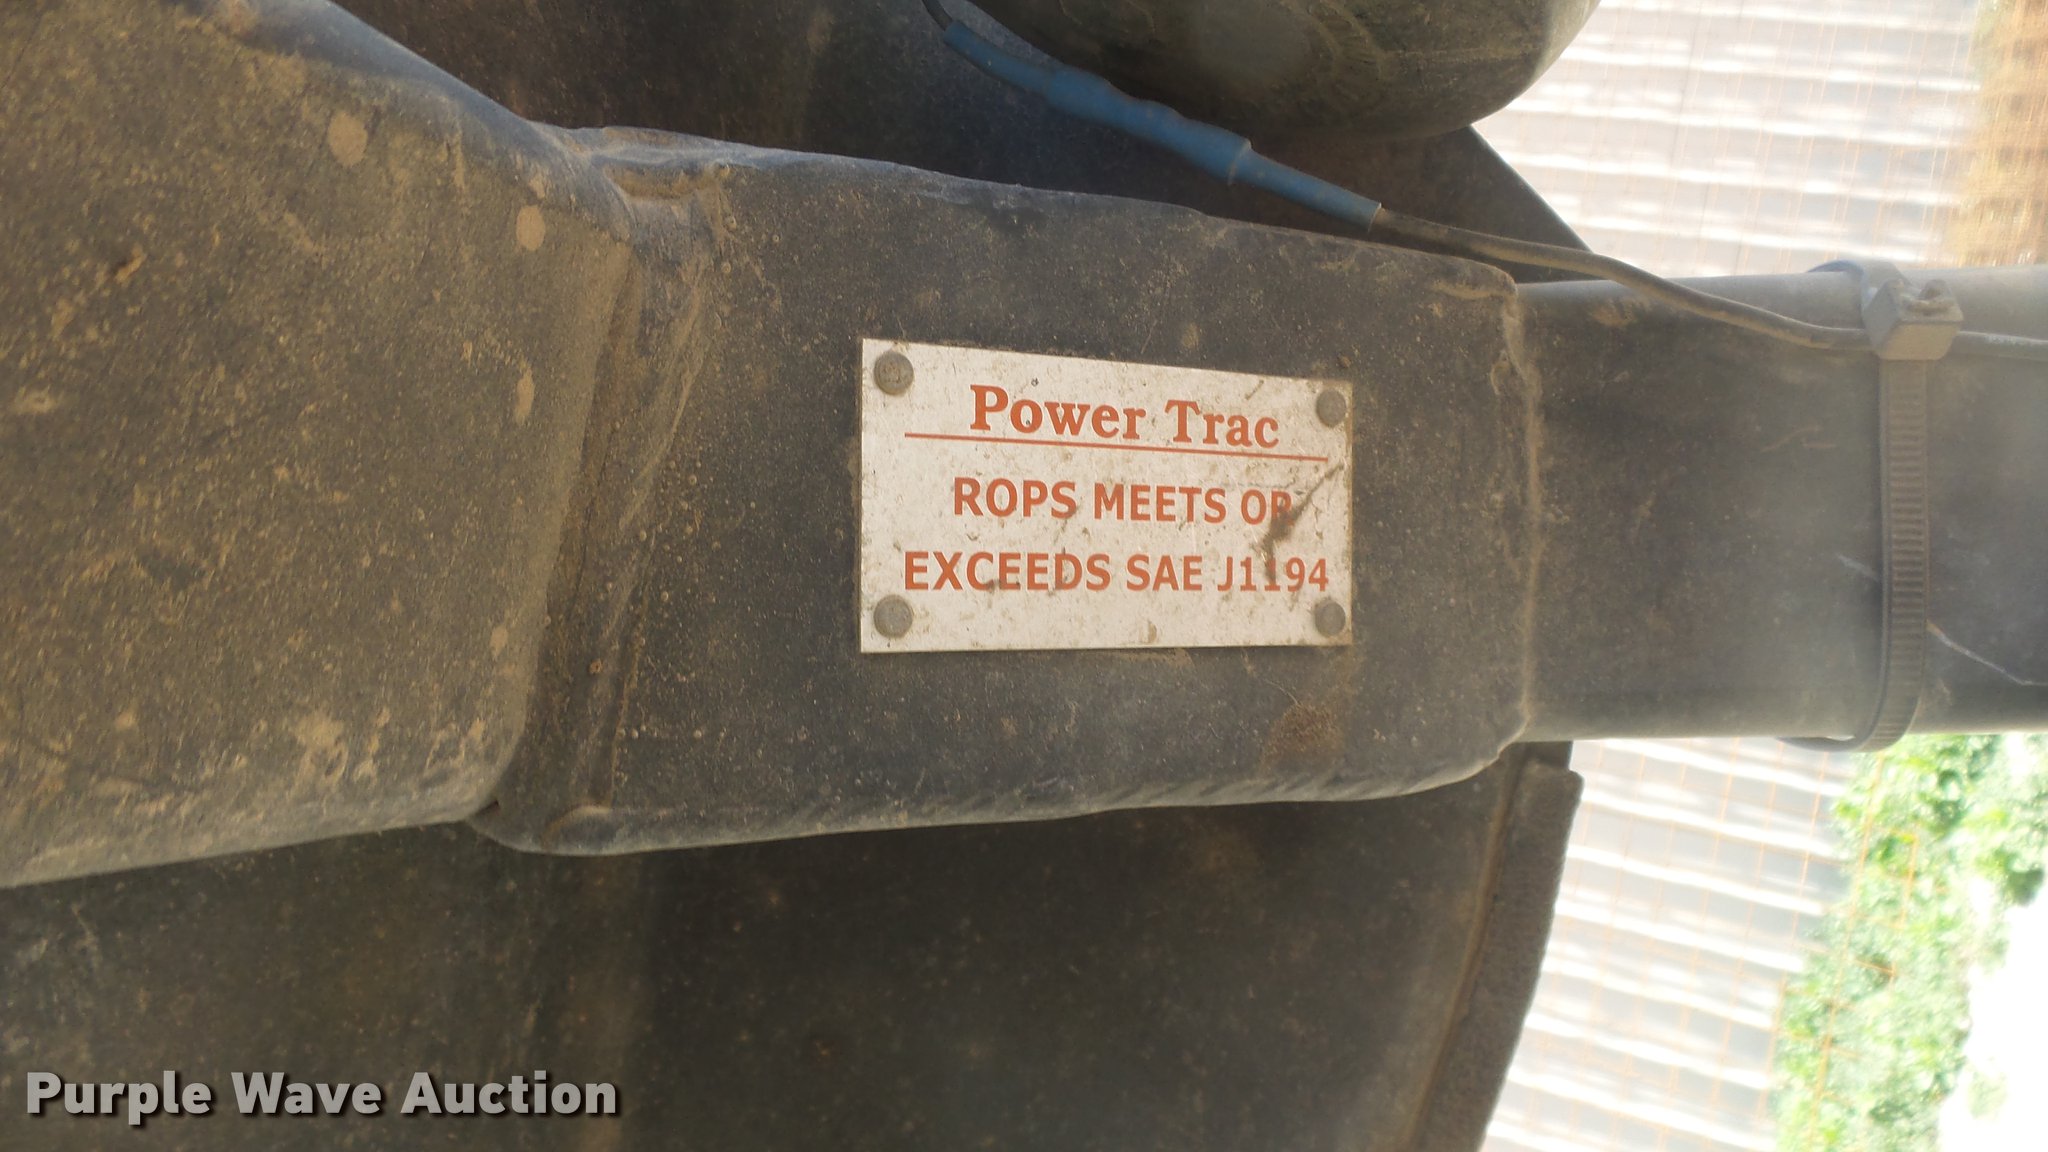 Power Trac
ROPS MEETS OR
EXCEEDS SAE J1194
Purple Wave Auction